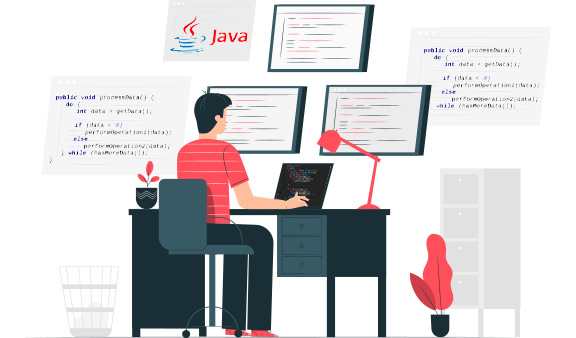 Java
public void processData() {
do {
int data = getData();
if (data < 0)
performOperation1(data);
else
performOperation2(data);
} while (hasMoreData());
}
public void processData() {
do {
int data = getData();
if (data < 0)
performOperation1(data);
else
performOperation2(data);
} while (hasMoreData());